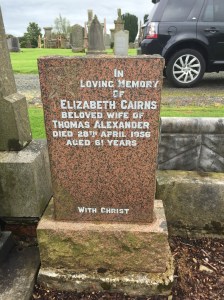 IN
LOVING MEMORY
OF
ELIZABETH CAIRNS
BELOVED WIFE OF
THOMAS ALEXANDER
DIED 28TH APRIL 1956
AGED 61 YEARS
WITH CHRIST